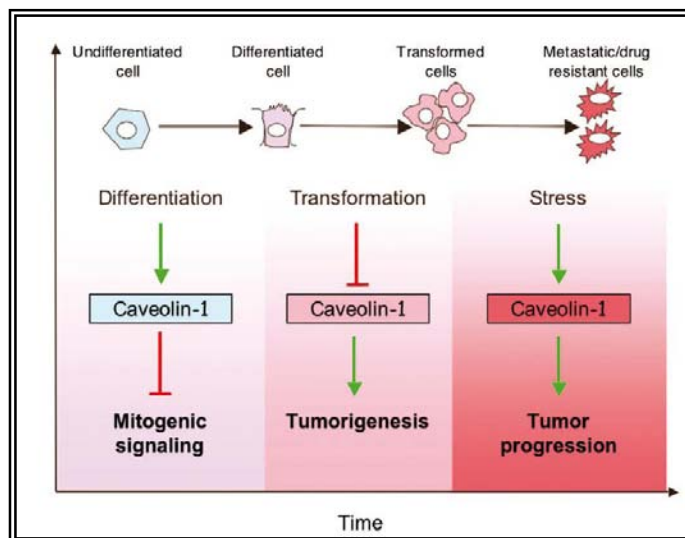 Undifferentiated
cell
Differentiated
cell
Transformed
cells
Metastatic/drug
resistant cells
Differentiation
Transformation
Stress
Caveolin-1
Caveolin-1
Caveolin-1
Mitogenic
signaling
Tumorigenesis
Tumor
progression
Time